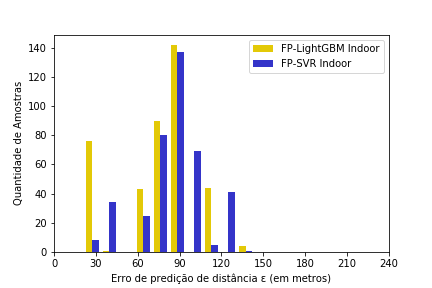 FP-LightGBM Indoor
FP-SVR Indoor
Quantidade de Amostras
140
120
100
80
60
40
20
0
0 30 60 90 120 150 180 210 240
Erro de predição de distância ε (em metros)